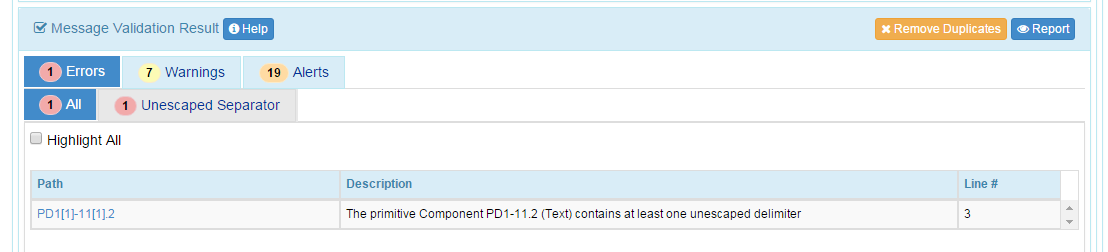 Message Validation Result Help Remove Duplicates Report
1 Errors 7 Warnings 19 Alerts
1 All 1 Unescaped Separator
Highlight All
Path Description Line #
PD1[1]-11[1].2 The primitive Component PD1-11.2 (Text) contains at least one unescaped delimiter 3